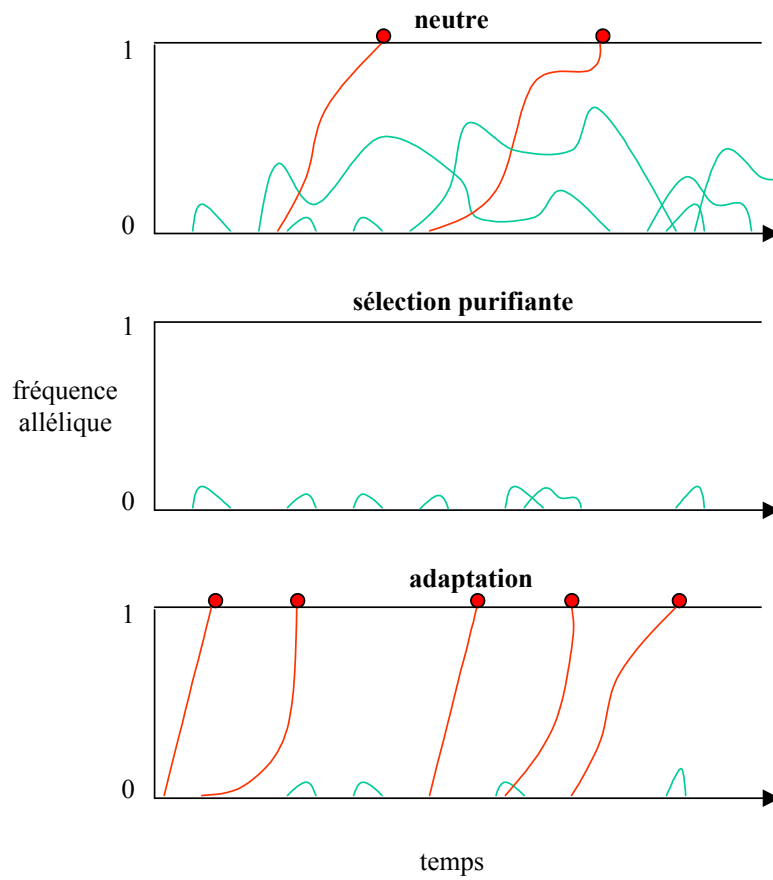 neutre
1
0
sélection purifiante
1
fréquence
allélique
0
adaptation
1
0
temps